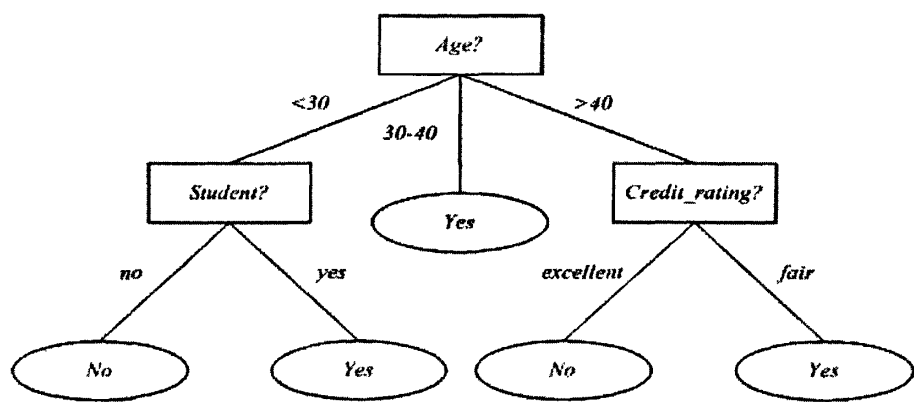 Age?
<30
30-40
>40
Student?
Yes
Credit_rating?
no
yes
excellent
fair
No
Yes
No
Yes